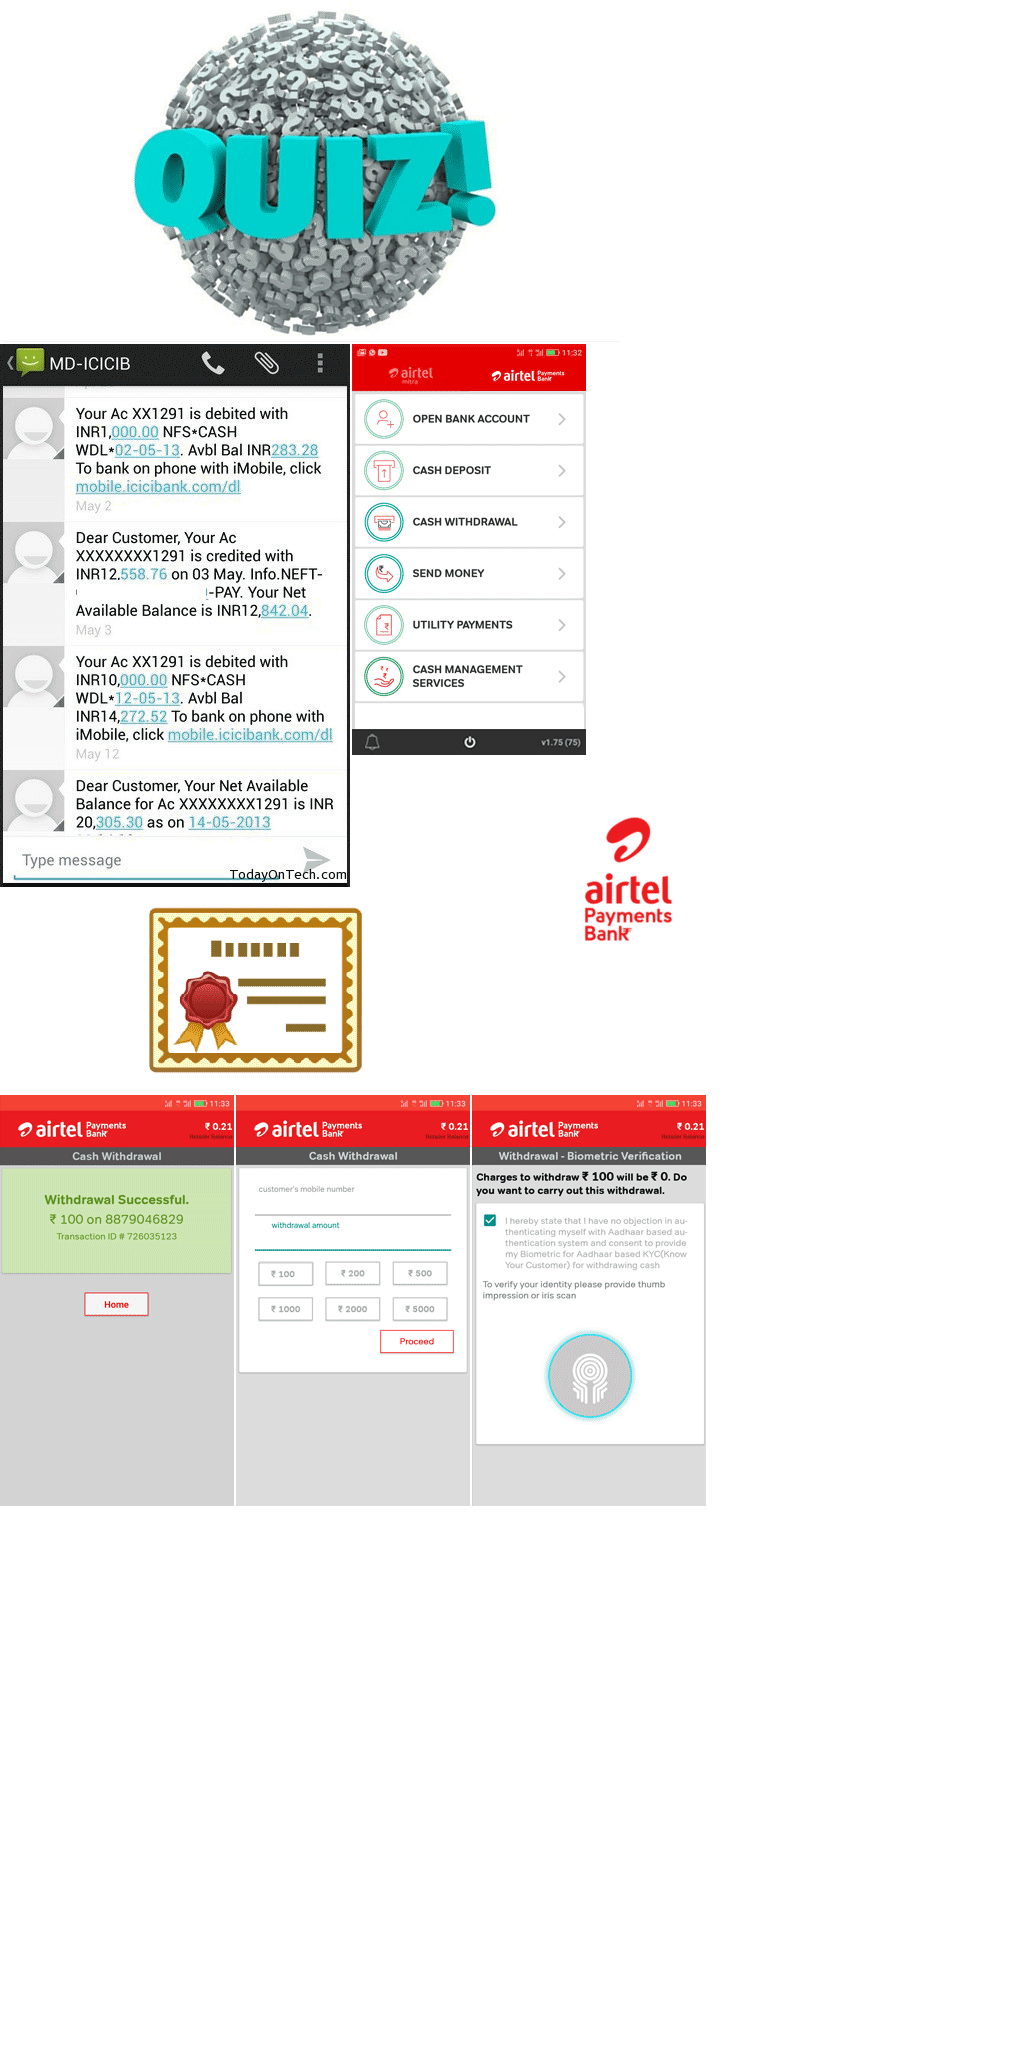 QUIZ!
MD-ICICIB
Your Ac XX1291 is debited with
INR1,000.00 NFS*CASH
WDL*02-05-13. Avbl Bal INR283.28
To bank on phone with iMobile, click
mobile.icicibank.com/dl
May 2
Dear Customer, Your Ac
XXXXXXXX1291 is credited with
INR12,558.76 on 03 May. Info.NEFT-
-PAY. Your Net
Available Balance is INR12,842.04.
May 3
Your Ac XX1291 is debited with
INR10,000.00 NFS*CASH
WDL*12-05-13. Avbl Bal
INR14,272.52 To bank on phone with
iMobile, click mobile.icicibank.com/dl
May 12
Dear Customer, Your Net Available
Balance for Ac XXXXXXXX1291 is INR
20,305.30 as on 14-05-2013
Type message
TodayOnTech.com
11:32
airtel
mitra
airtel Payments
Bank
OPEN BANK ACCOUNT
CASH DEPOSIT
CASH WITHDRAWAL
SEND MONEY
UTILITY PAYMENTS
CASH MANAGEMENT
SERVICES
v1.75 (75)
airtel
Payments
Bank
11:33
airtel Payments
Bank
₹ 0.21
Retailer Balance
Cash Withdrawal
Withdrawal Successful.
₹ 100 on 8879046829
Transaction ID # 726035123
Home
11:33
airtel Payments
Bank
₹ 0.21
Retailer Balance
Cash Withdrawal
customer's mobile number
withdrawal amount
₹ 100 ₹ 200 ₹ 500
₹ 1000 ₹ 2000 ₹ 5000
Proceed
11:33
airtel Payments
Bank
₹ 0.21
Retailer Balance
Withdrawal - Biometric Verification
Charges to withdraw ₹ 100 will be ₹ 0. Do
you want to carry out this withdrawal.
I hereby state that I have no objection in au-
thenticating myself with Aadhaar based au-
thentication system and consent to provide
my Biometric for Aadhaar based KYC(Know
Your Customer) for withdrawing cash
To verify your identity please provide thumb
impression or iris scan